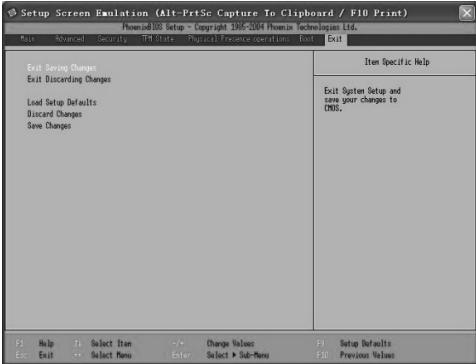 Setup Screen Emulation (Alt-PrtSc Capture To Clipboard / F10 Print)
PhoenixBIOS Setup - Copyright 1985-2004 Phoenix Technologies Ltd.
Main Advanced Security TPM State Physical Presence operations Boot Exit
Item Specific Help
Exit Saving Changes
Exit Discarding Changes
Load Setup Defaults
Discard Changes
Save Changes
Exit System Setup and
save your changes to
CMOS.
F1 Help ↑↓ Select Item -/+ Change Values F9 Setup Defaults
Esc Exit ↔ Select Menu Enter Select ▶ Sub-Menu F10 Previous Values